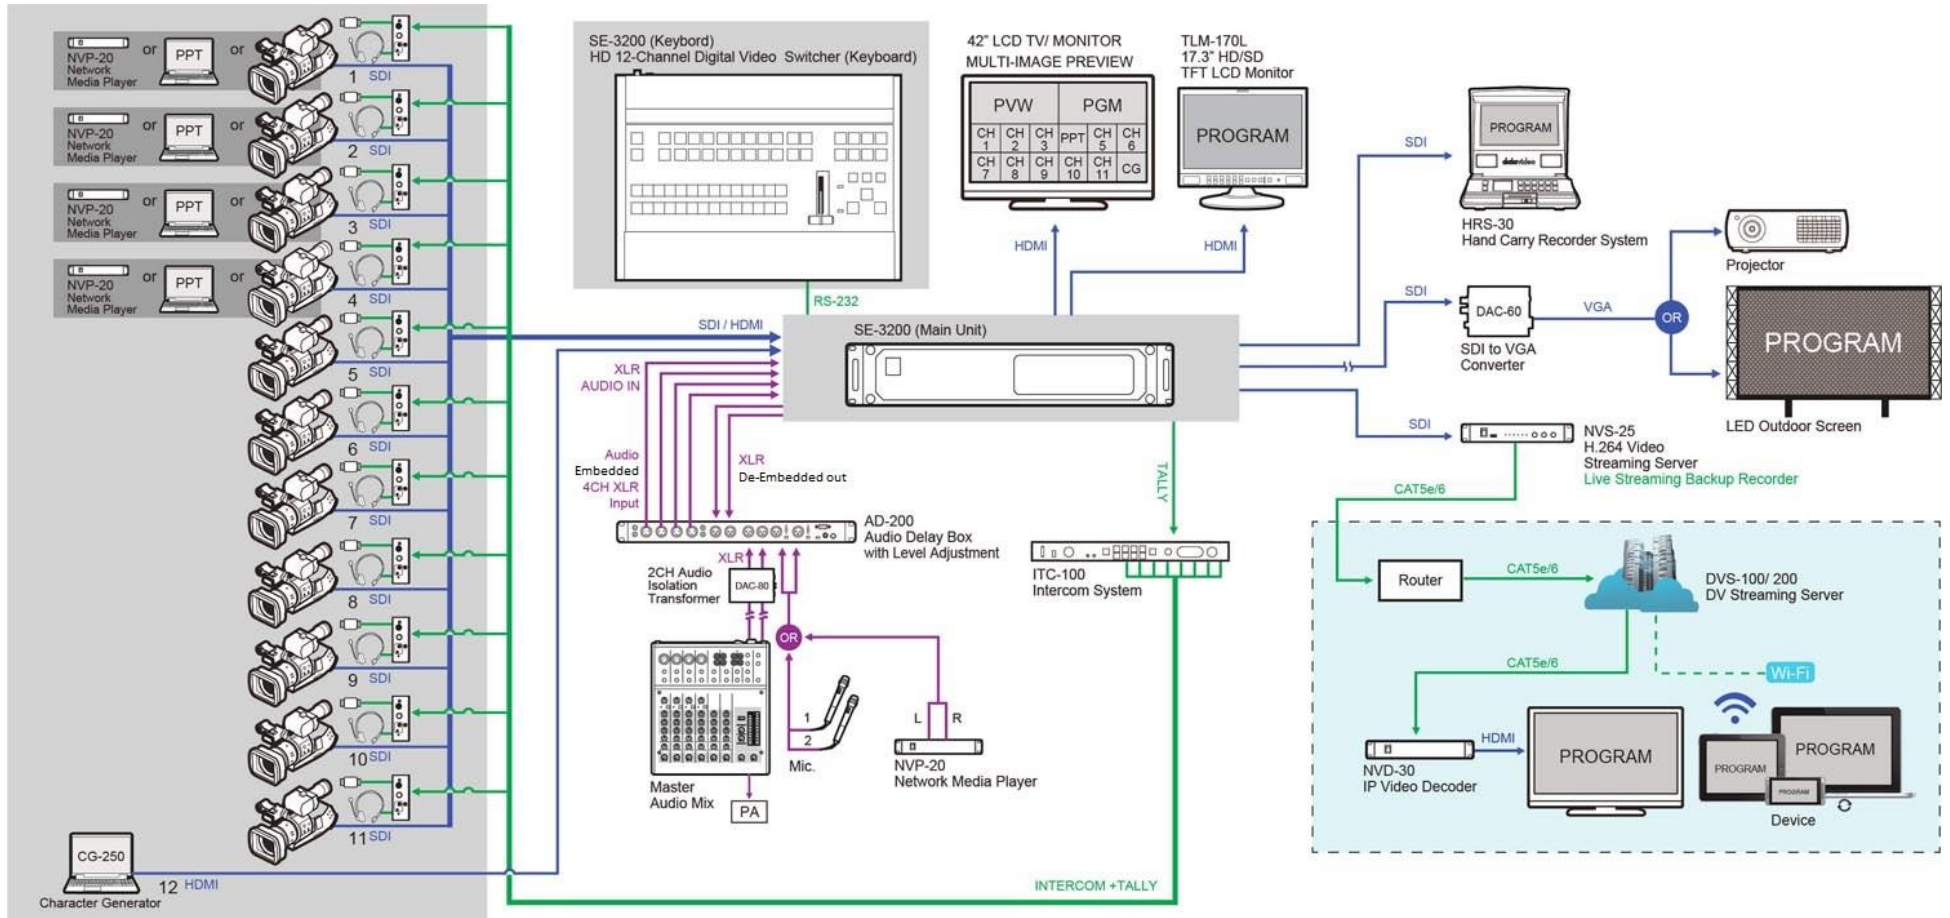 NVP-20
Network
Media Player
or
PPT
or
1 SDI
NVP-20
Network
Media Player
or
PPT
or
2 SDI
NVP-20
Network
Media Player
or
PPT
or
3 SDI
NVP-20
Network
Media Player
or
PPT
or
4 SDI
5 SDI
6 SDI
7 SDI
8 SDI
9 SDI
10 SDI
11 SDI
CG-250
12 HDMI
Character Generator
SE-3200 (Keybord)
HD 12-Channel Digital Video Switcher (Keyboard)
RS-232
42" LCD TV/ MONITOR
MULTI-IMAGE PREVIEW
PVW
PGM
CH 1
CH 2
CH 3
PPT
CH 5
CH 6
CH 7
CH 8
CH 9
CH 10
CH 11
CG
HDMI
TLM-170L
17.3" HD/SD
TFT LCD Monitor
PROGRAM
HDMI
SDI / HDMI
SE-3200 (Main Unit)
XLR
AUDIO IN
Audio
Embedded
4CH XLR
Input
XLR
De-Embedded out
AD-200
Audio Delay Box
with Level Adjustment
XLR
2CH Audio
Isolation
Transformer
DAC-80
OR
Master
Audio Mix
PA
1
2
Mic.
L
R
NVP-20
Network Media Player
TALLY
ITC-100
Intercom System
INTERCOM +TALLY
SDI
PROGRAM
datavideo
HRS-30
Hand Carry Recorder System
SDI
DAC-60
SDI to VGA
Converter
VGA
OR
Projector
PROGRAM
LED Outdoor Screen
SDI
NVS-25
H.264 Video
Streaming Server
Live Streaming Backup Recorder
CAT5e/6
Router
CAT5e/6
DVS-100/ 200
DV Streaming Server
CAT5e/6
Wi-Fi
NVD-30
IP Video Decoder
HDMI
PROGRAM
PROGRAM
PROGRAM
PROGRAM
Device